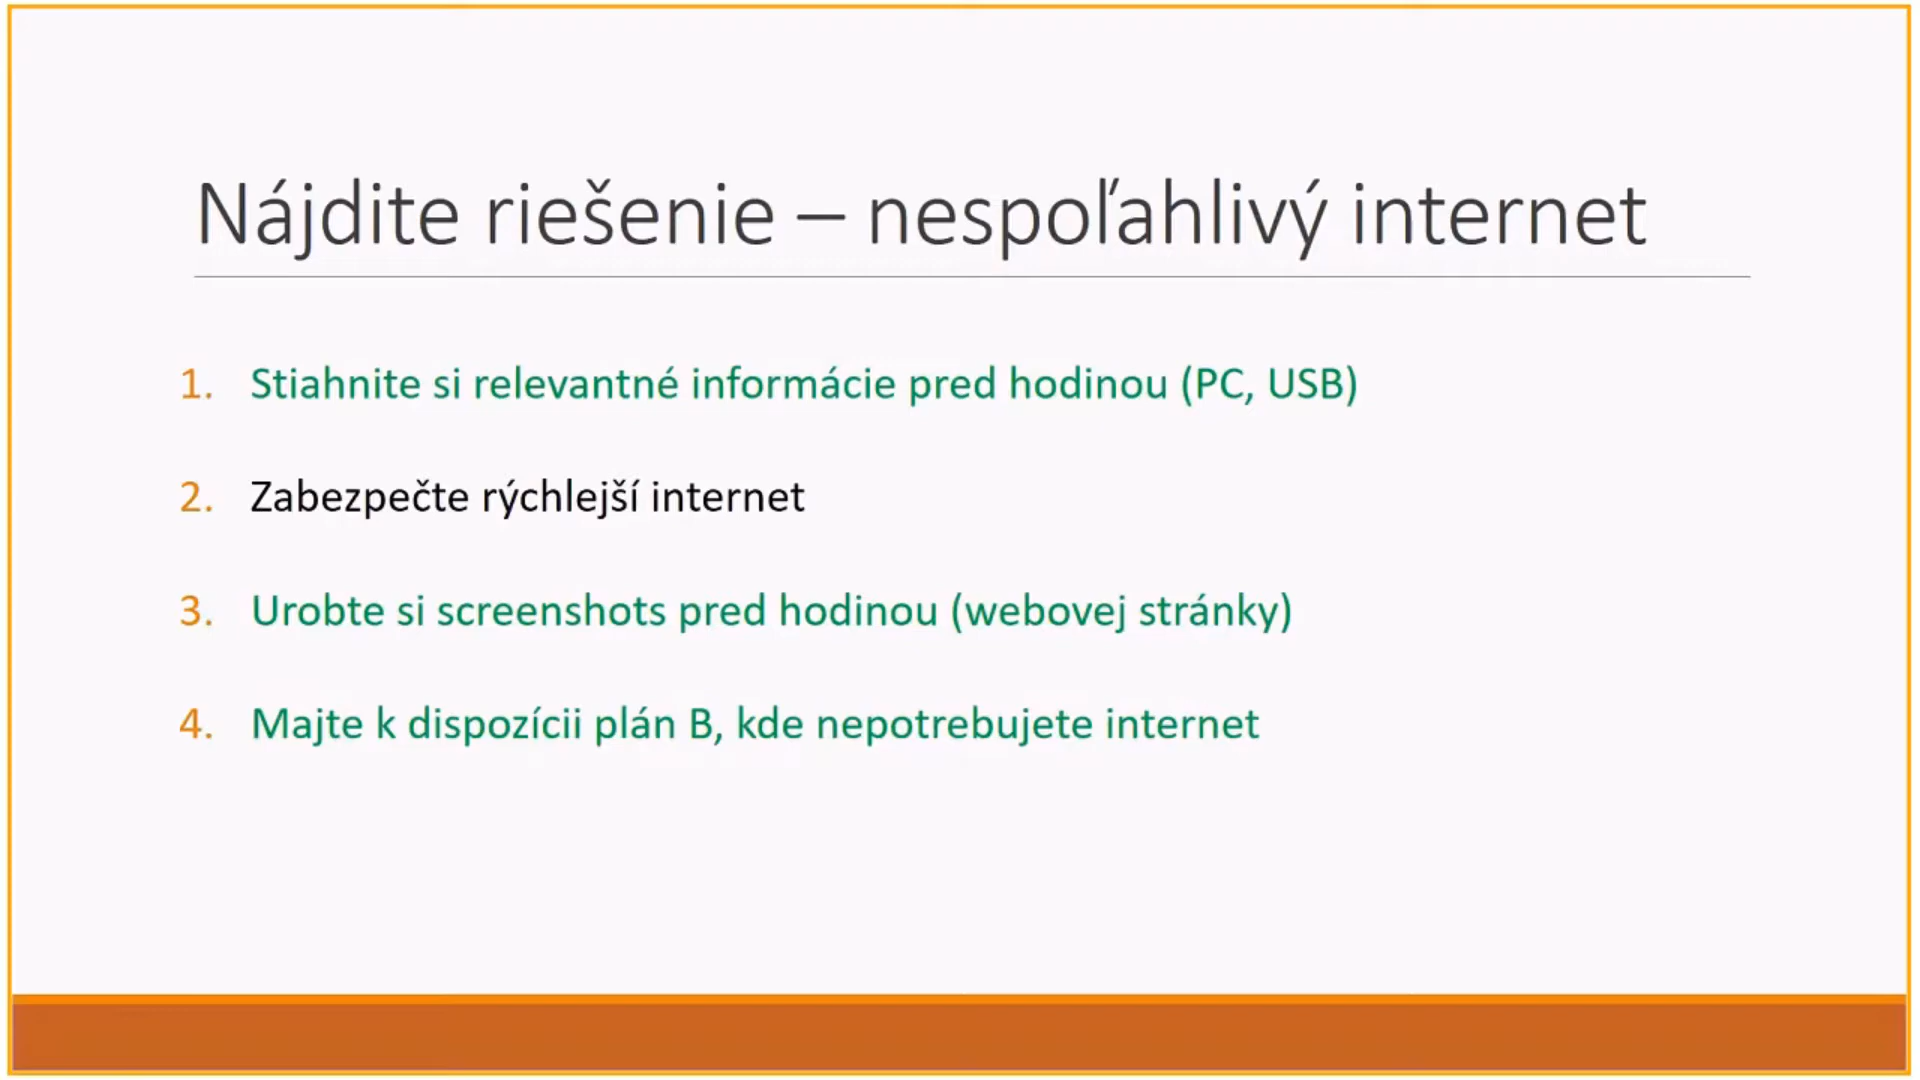 Nájdite riešenie – nespoľahlivý internet
1. Stiahnite si relevantné informácie pred hodinou (PC, USB)
2. Zabezpečte rýchlejší internet
3. Urobte si screenshots pred hodinou (webovej stránky)
4. Majte k dispozícii plán B, kde nepotrebujete internet